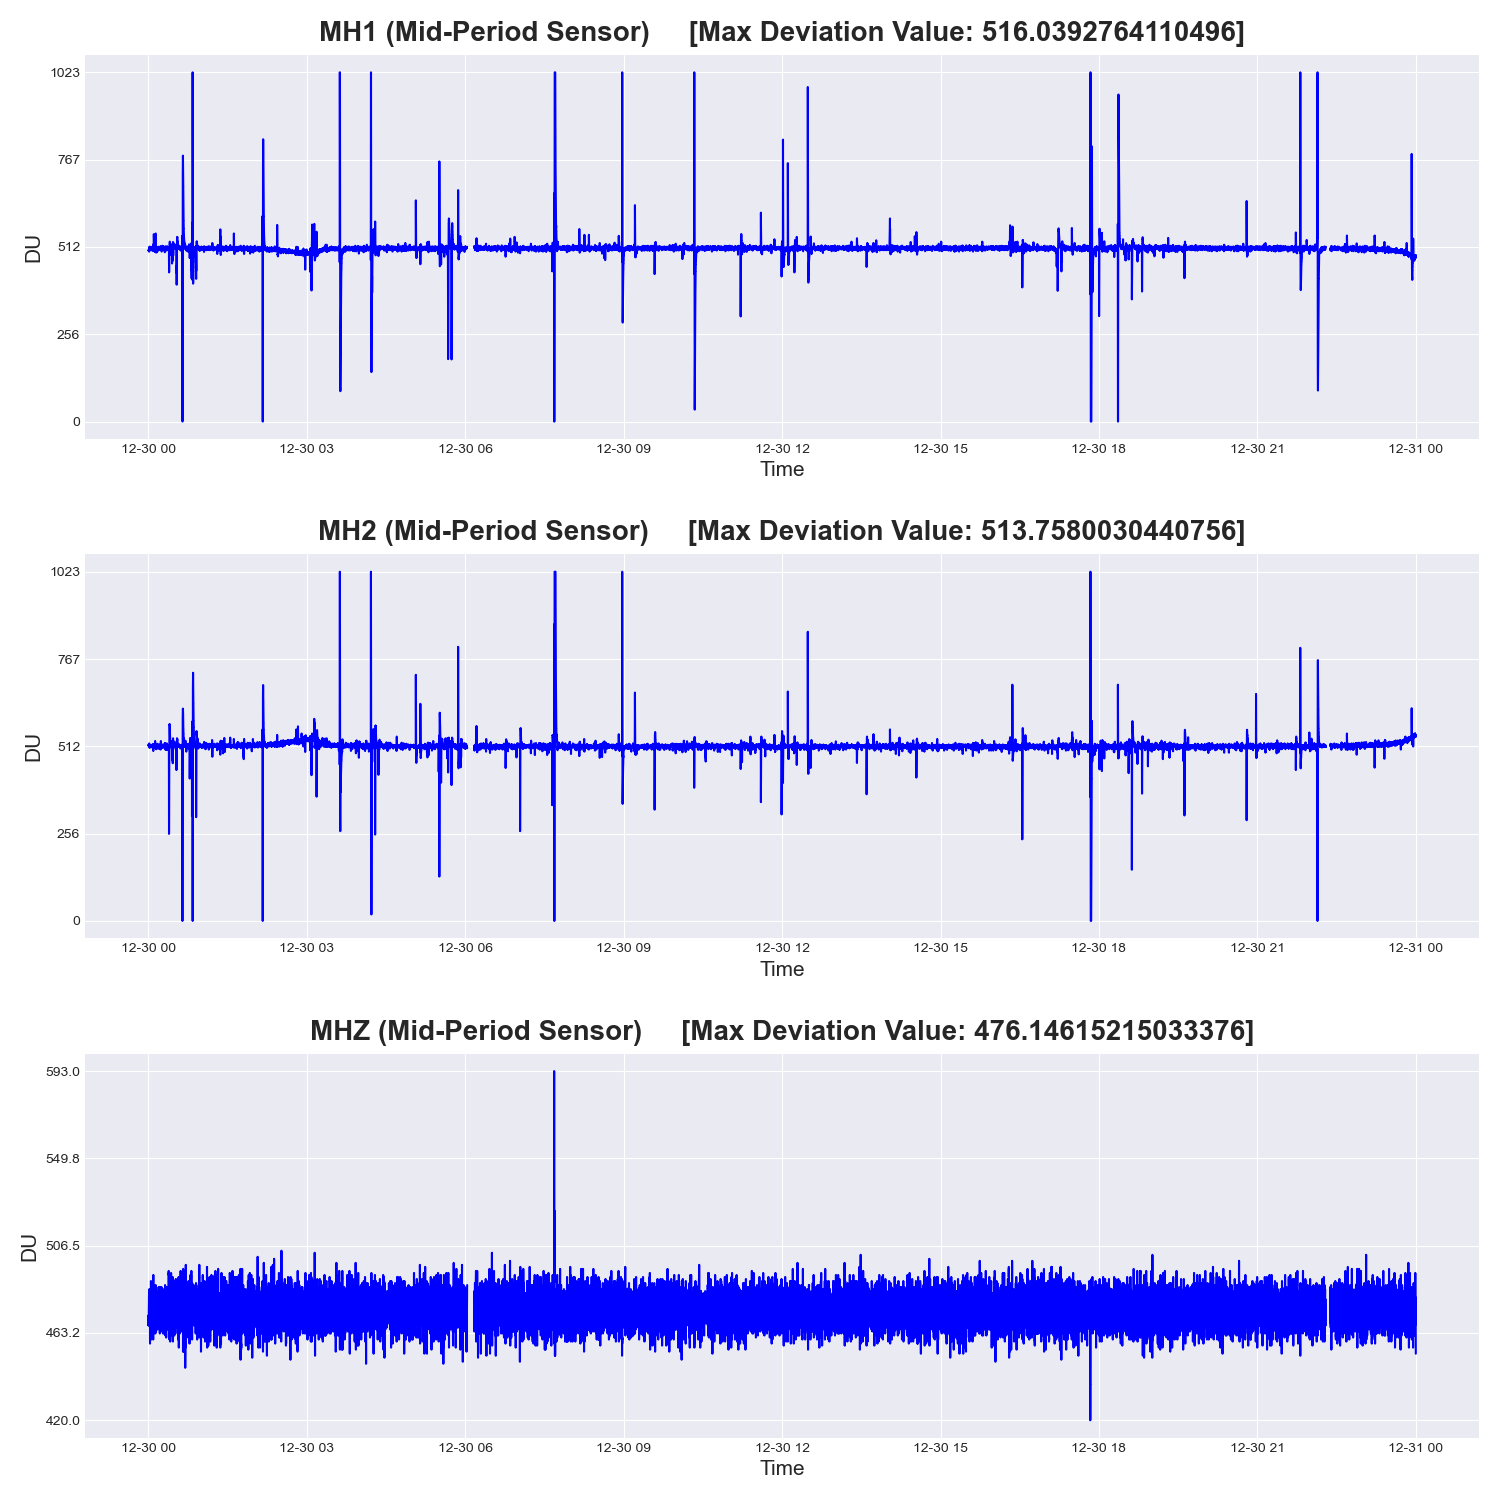 MH1 (Mid-Period Sensor) [Max Deviation Value: 516.0392764110496]
1023
767
512
256
0
DU
12-30 00 12-30 03 12-30 06 12-30 09 12-30 12 12-30 15 12-30 18 12-30 21 12-31 00
Time
MH2 (Mid-Period Sensor) [Max Deviation Value: 513.7580030440756]
1023
767
512
256
0
DU
12-30 00 12-30 03 12-30 06 12-30 09 12-30 12 12-30 15 12-30 18 12-30 21 12-31 00
Time
MHZ (Mid-Period Sensor) [Max Deviation Value: 476.14615215033376]
593.0
549.8
506.5
463.2
420.0
DU
12-30 00 12-30 03 12-30 06 12-30 09 12-30 12 12-30 15 12-30 18 12-30 21 12-31 00
Time